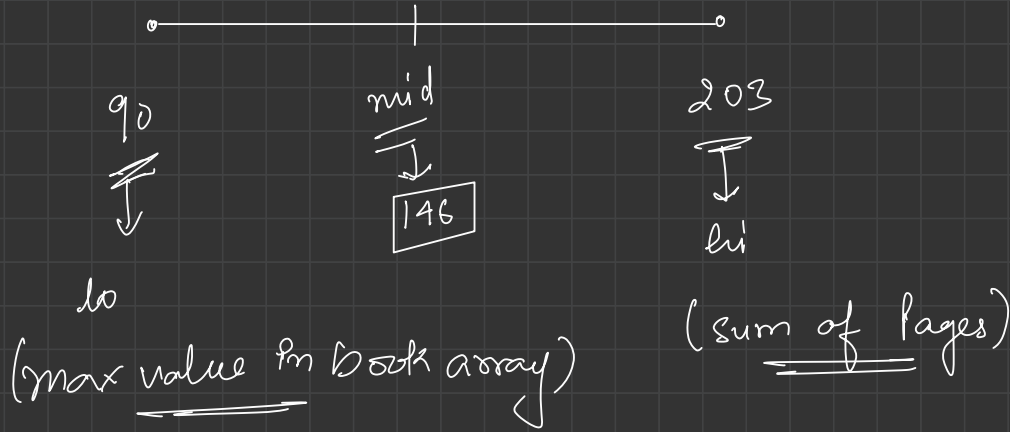 90 mid 203
146
lo hi
(max value in book array) (sum of Pages)